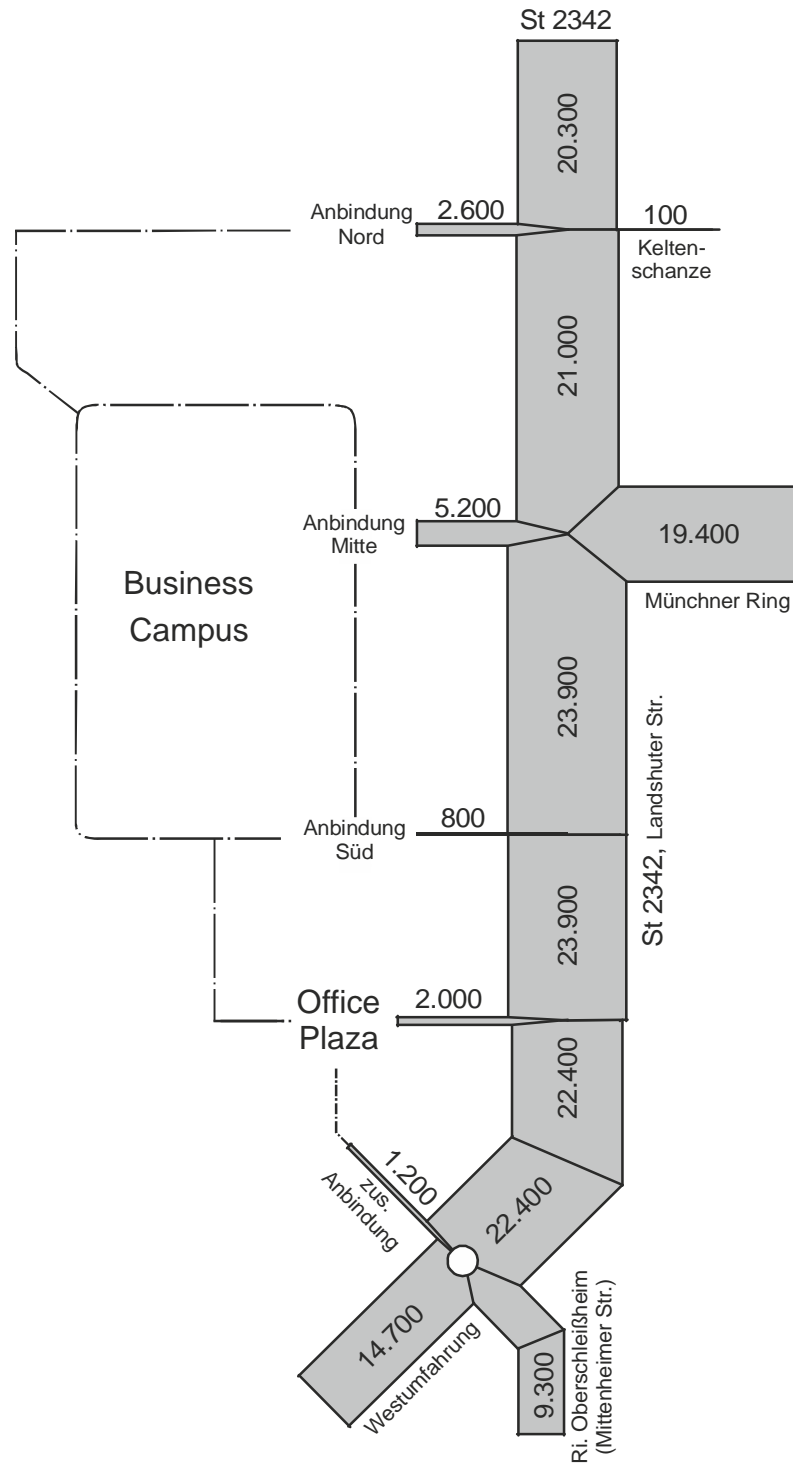 St 2342
20.300
Anbindung
Nord
2.600
100
Kelten-
schanze
21.000
Anbindung
Mitte
5.200
19.400
Münchner Ring
Business
Campus
23.900
St 2342, Landshuter Str.
Anbindung
Süd
800
23.900
Office
Plaza
2.000
22.400
1.200
zus.
Anbindung
22.400
14.700
Westumfahrung
9.300
Ri. Oberschleißheim
(Mittenheimer Str.)